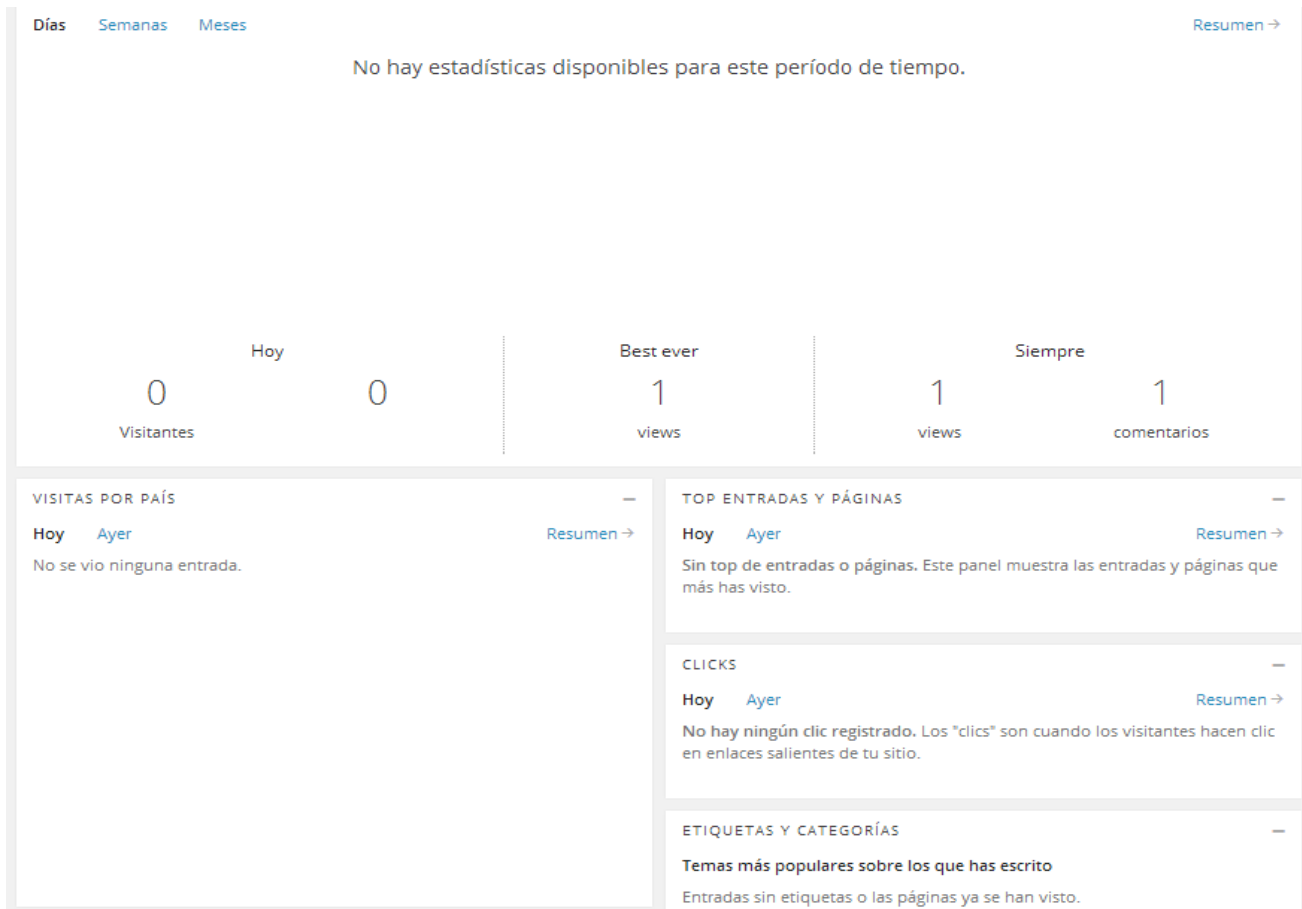 Días Semanas Meses Resumen →
No hay estadísticas disponibles para este período de tiempo.
Hoy Best ever Siempre
0 0 1 1 1
Visitantes views views comentarios
VISITAS POR PAÍS
Hoy Ayer Resumen →
No se vio ninguna entrada.
TOP ENTRADAS Y PÁGINAS
Hoy Ayer Resumen →
Sin top de entradas o páginas. Este panel muestra las entradas y páginas que
más has visto.
CLICKS
Hoy Ayer Resumen →
No hay ningún clic registrado. Los "clics" son cuando los visitantes hacen clic
en enlaces salientes de tu sitio.
ETIQUETAS Y CATEGORÍAS
Temas más populares sobre los que has escrito
Entradas sin etiquetas o las páginas ya se han visto.